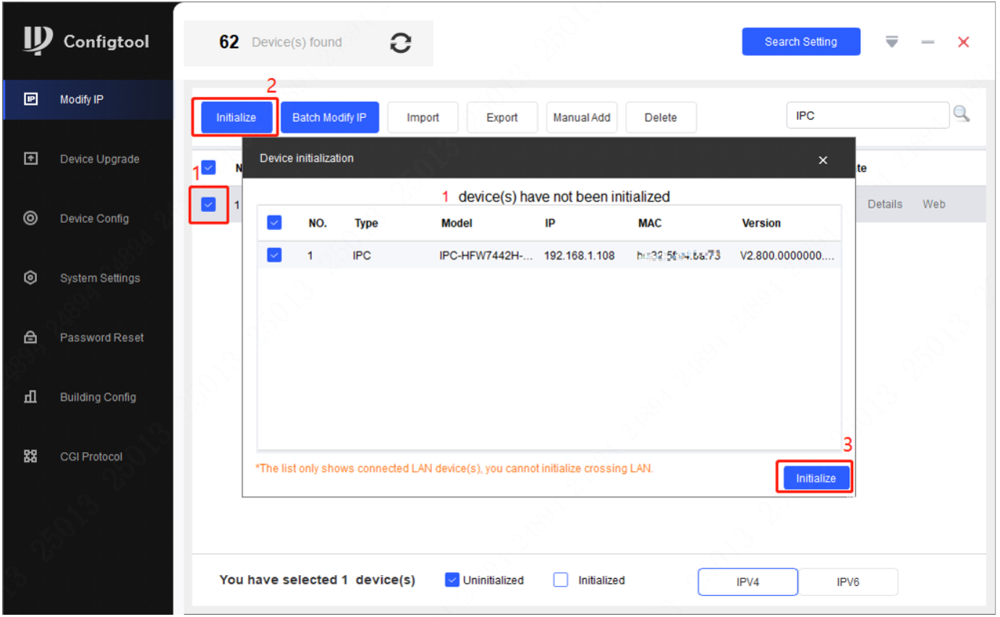 Configtool
62 Device(s) found
Search Setting
2
Modify IP
Initialize Batch Modify IP Import Export Manual Add Delete IPC
Device Upgrade
Device initialization
1 N te
1 device(s) have not been initialized
1 Details Web
Device Config
NO. Type Model IP MAC Version
1 IPC IPC-HFW7442H-... 192.168.1.108 V2.800.0000000....
System Settings
Password Reset
Building Config
CGI Protocol
3
*The list only shows connected LAN device(s), you cannot initialize crossing LAN.
Initialize
You have selected 1 device(s) Uninitialized Initialized IPV4 IPV6
25013 24894